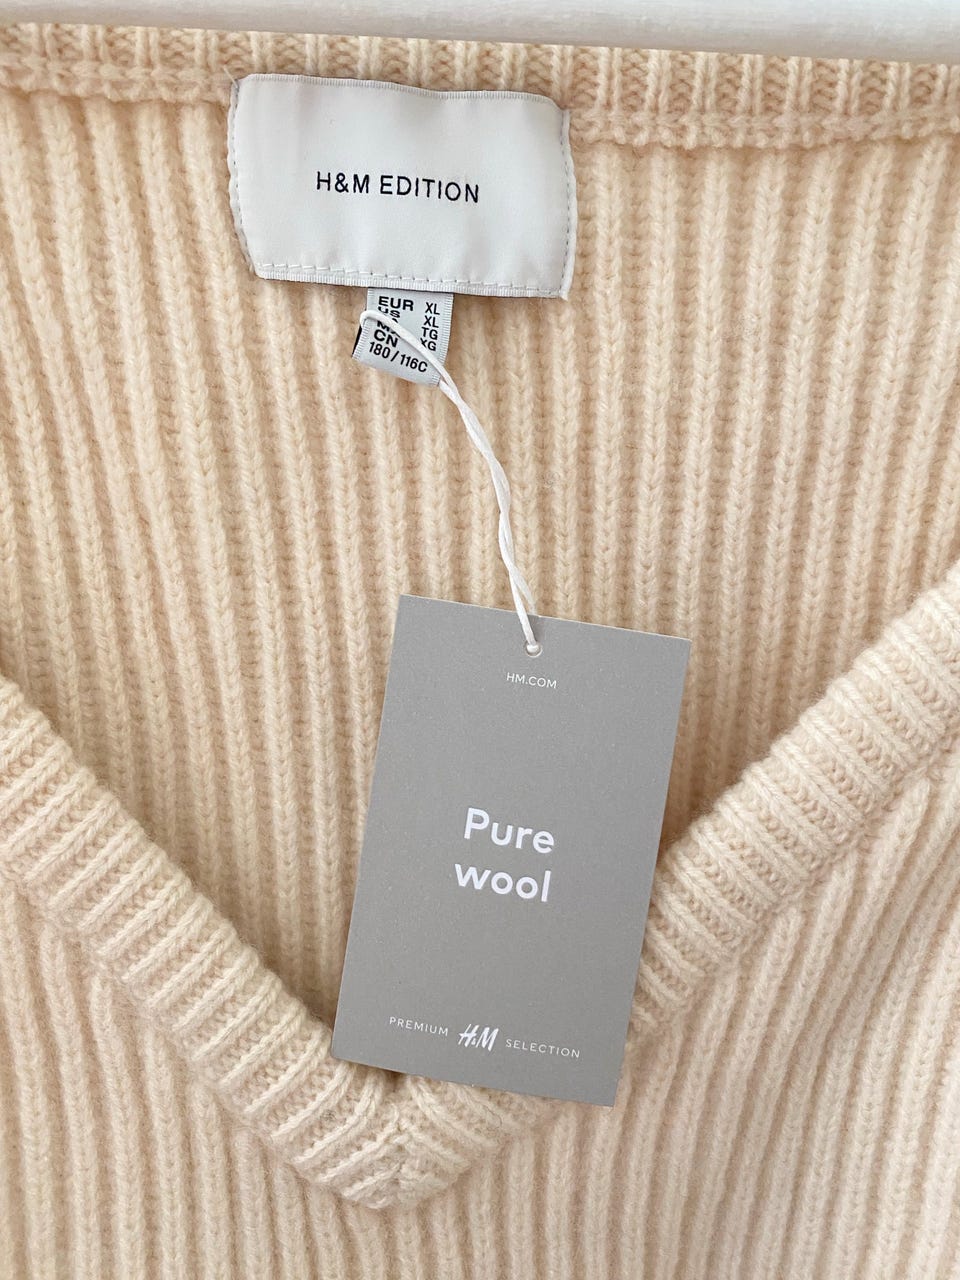 H&M EDITION
EUR XL
US XL
TG
CN XG
180/116C
HM.COM
Pure
wool
PREMIUM H&M SELECTION